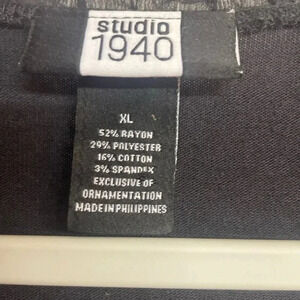 studio
1940
XL
52% RAYON
29% POLYESTER
16% COTTON
3% SPANDEX
EXCLUSIVE OF
ORNAMENTATION
MADE IN PHILIPPINES